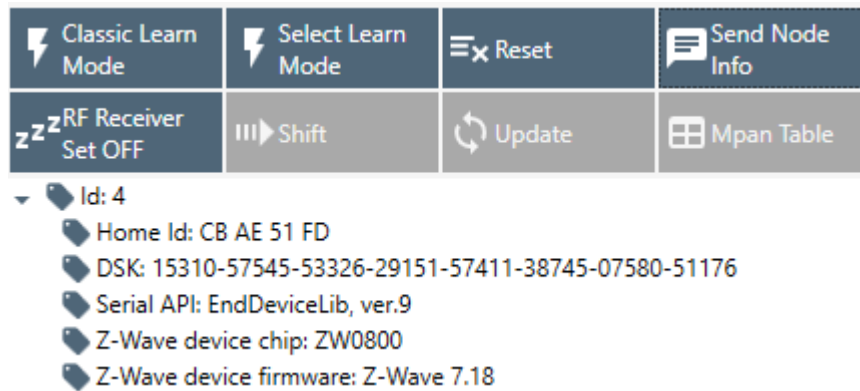 Classic Learn
Mode
Select Learn
Mode
Reset
Send Node
Info
RF Receiver
Set OFF
Shift
Update
Mpan Table
Id: 4
Home Id: CB AE 51 FD
DSK: 15310-57545-53326-29151-57411-38745-07580-51176
Serial API: EndDeviceLib, ver.9
Z-Wave device chip: ZW0800
Z-Wave device firmware: Z-Wave 7.18